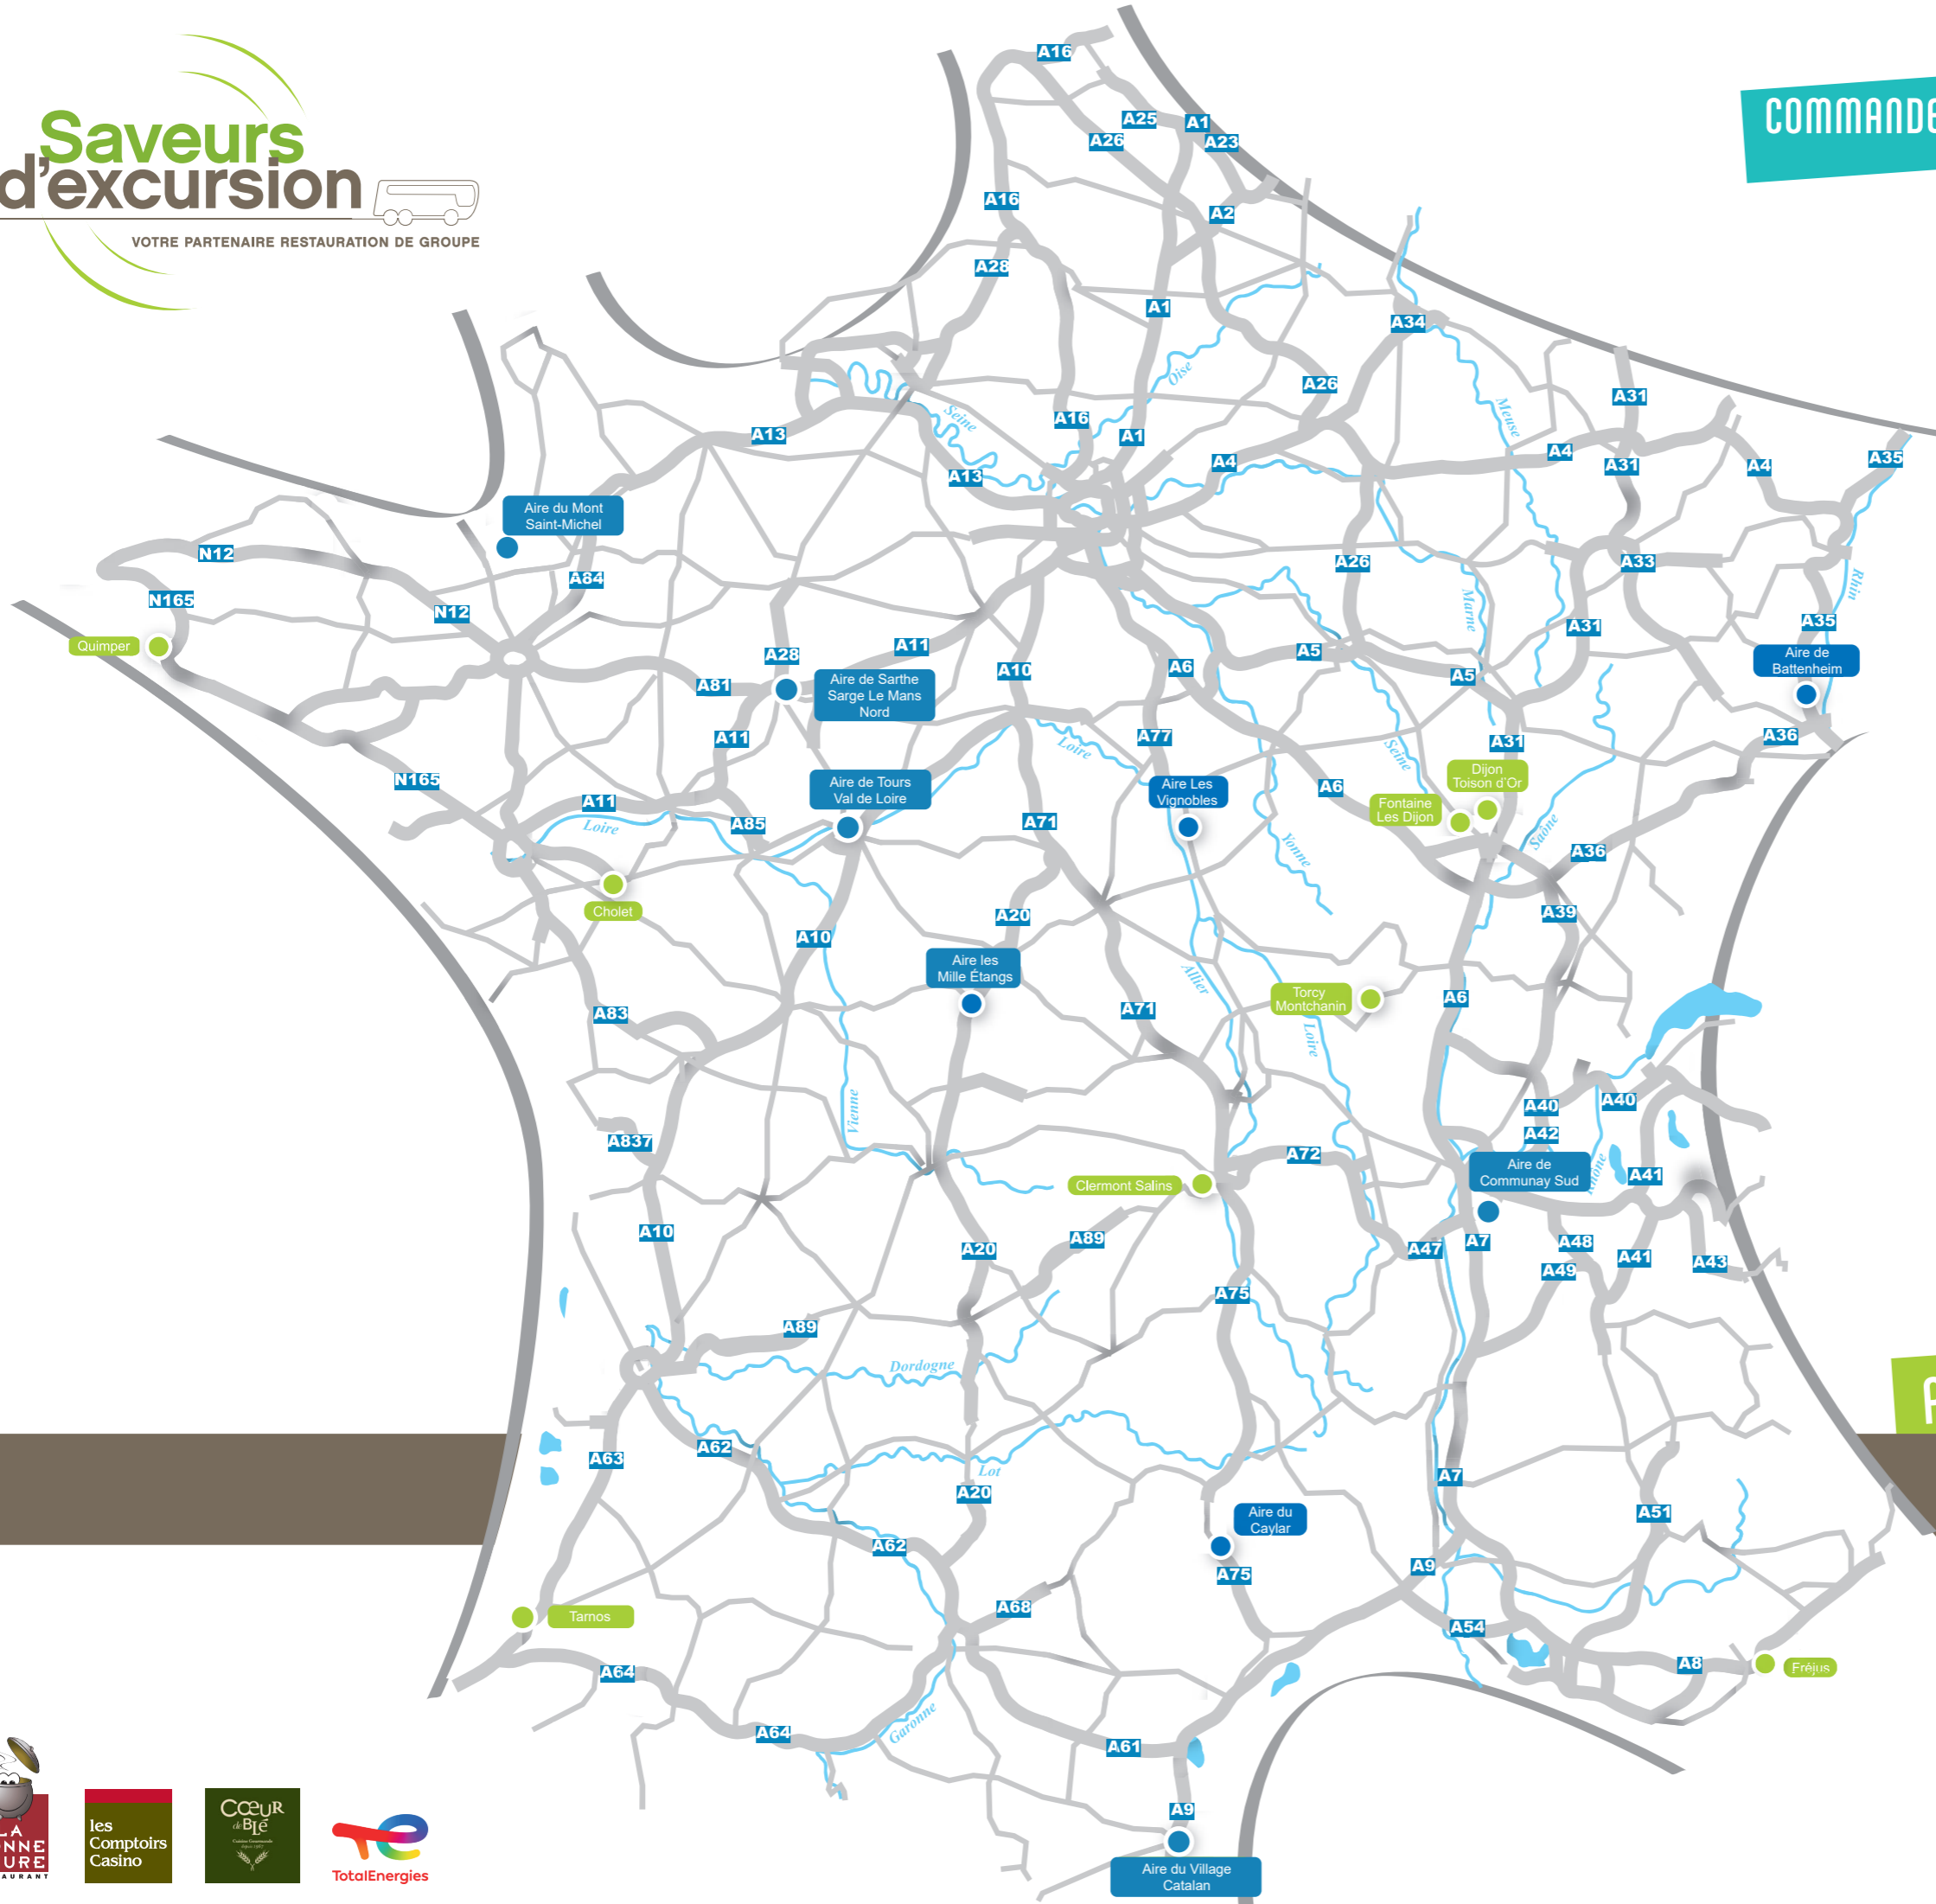 Saveurs
d'excursion
VOTRE PARTENAIRE RESTAURATION DE GROUPE
COMMANDE
A16
A25
A1
A26
A23
A16
A2
A28
A1
A34
Oise
A26
A31
Meuse
Seine
A16
A13
A1
A4
A31
A4
A35
A4
A13
Aire du Mont
Saint-Michel
N12
A84
A26
A33
Rhin
N165
N12
Marne
A35
A31
Quimper
A11
A28
A5
Aire de
Battenheim
A10
A6
A5
A81
Aire de Sarthe
Sarge Le Mans
Nord
A11
A77
Loire
A31
Seine
A36
N165
Aire de Tours
Val de Loire
Aire Les
Vignobles
A6
Dijon
Toison d'Or
Fontaine
Les Dijon
A11
Loire
A85
A71
Yonne
Saône
A36
Cholet
A20
A39
A10
Aire les
Mille Étangs
Allier
Torcy
Montchanin
A6
A83
A71
Loire
Vienne
A40
A40
A837
A42
A72
Aire de
Communay Sud
Rhône
A41
Clermont Salins
A10
A20
A89
A47
A7
A48
A41
A43
A49
A75
A89
Dordogne
A62
A63
Lot
A7
A20
A51
Aire du
Caylar
A62
A9
A75
A68
Tarnos
A54
A64
A8
Fréjus
A64
Garonne
A61
A9
Aire du Village
Catalan
les
Comptoirs
Casino
CœUR
de BLé
TotalEnergies